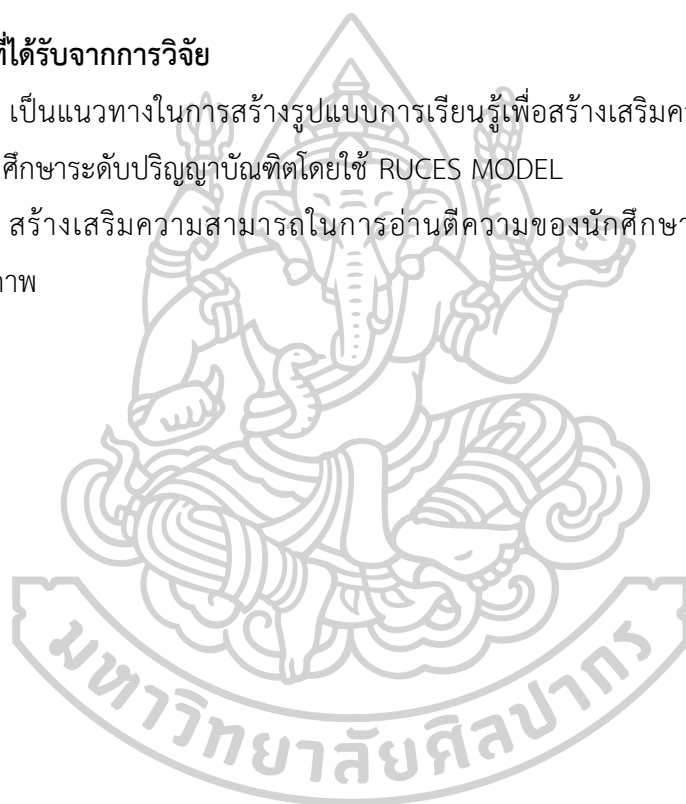 ที่ได้รับจากการวิจัย
เป็นแนวทางในการสร้างรูปแบบการเรียนรู้เพื่อสร้างเสริม
ศึกษาระดับปริญญาบัณฑิตโดยใช้ RUCES MODEL
สร้างเสริมความสามารถในการอ่านตีความของนักศึกษา
มหาวิทยาลัยศิลปากร